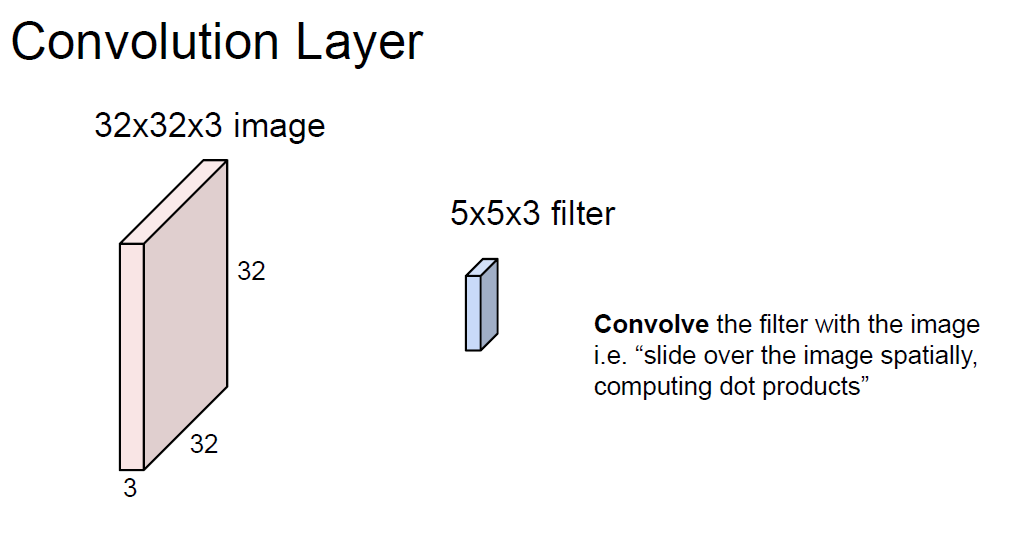 Convolution Layer
32x32x3 image
5x5x3 filter
32
Convolve the filter with the image
i.e. “slide over the image spatially,
computing dot products”
32
3